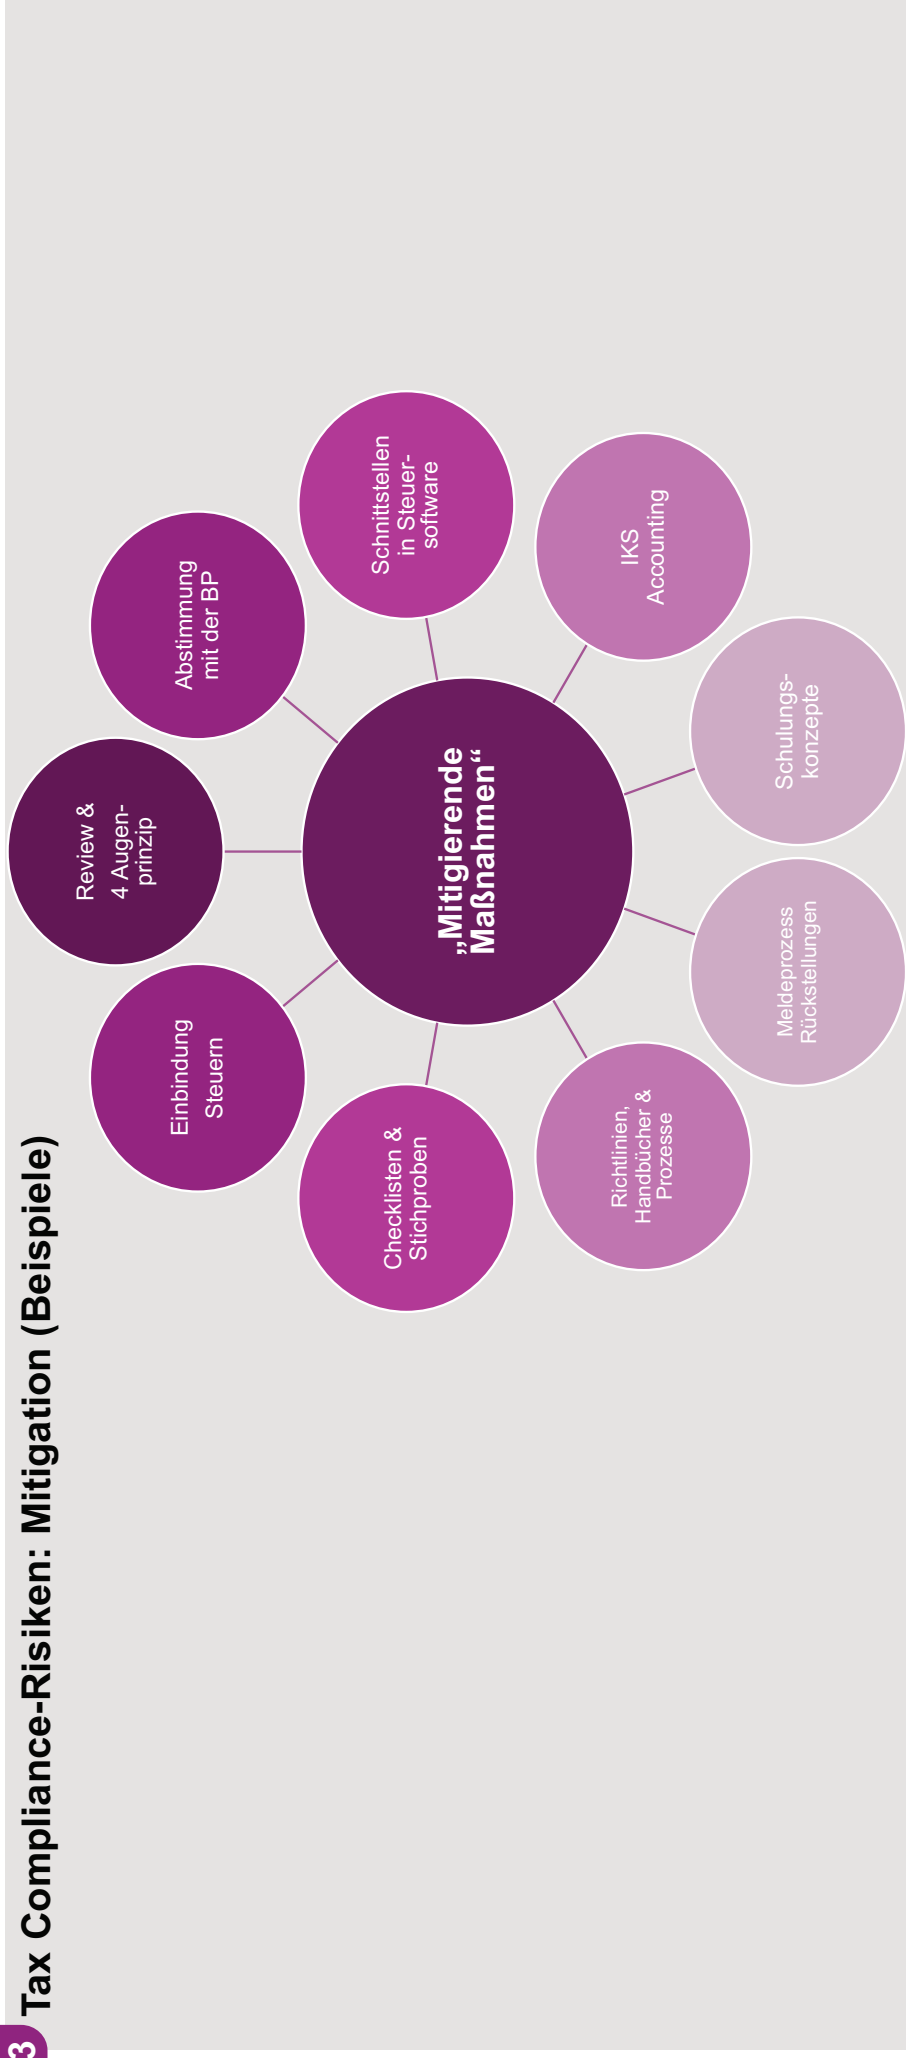 3
Tax Compliance-Risiken: Mitigation (Beispiele)
Review &
4 Augen-
prinzip
Abstimmung
mit der BP
Schnittstellen
in Steuer-
software
IKS
Accounting
Schulungs-
konzepte
Meldeprozess
Rückstellungen
Richtlinien,
Handbücher &
Prozesse
Checklisten &
Stichproben
Einbindung
Steuern
„Mitigierende
Maßnahmen“